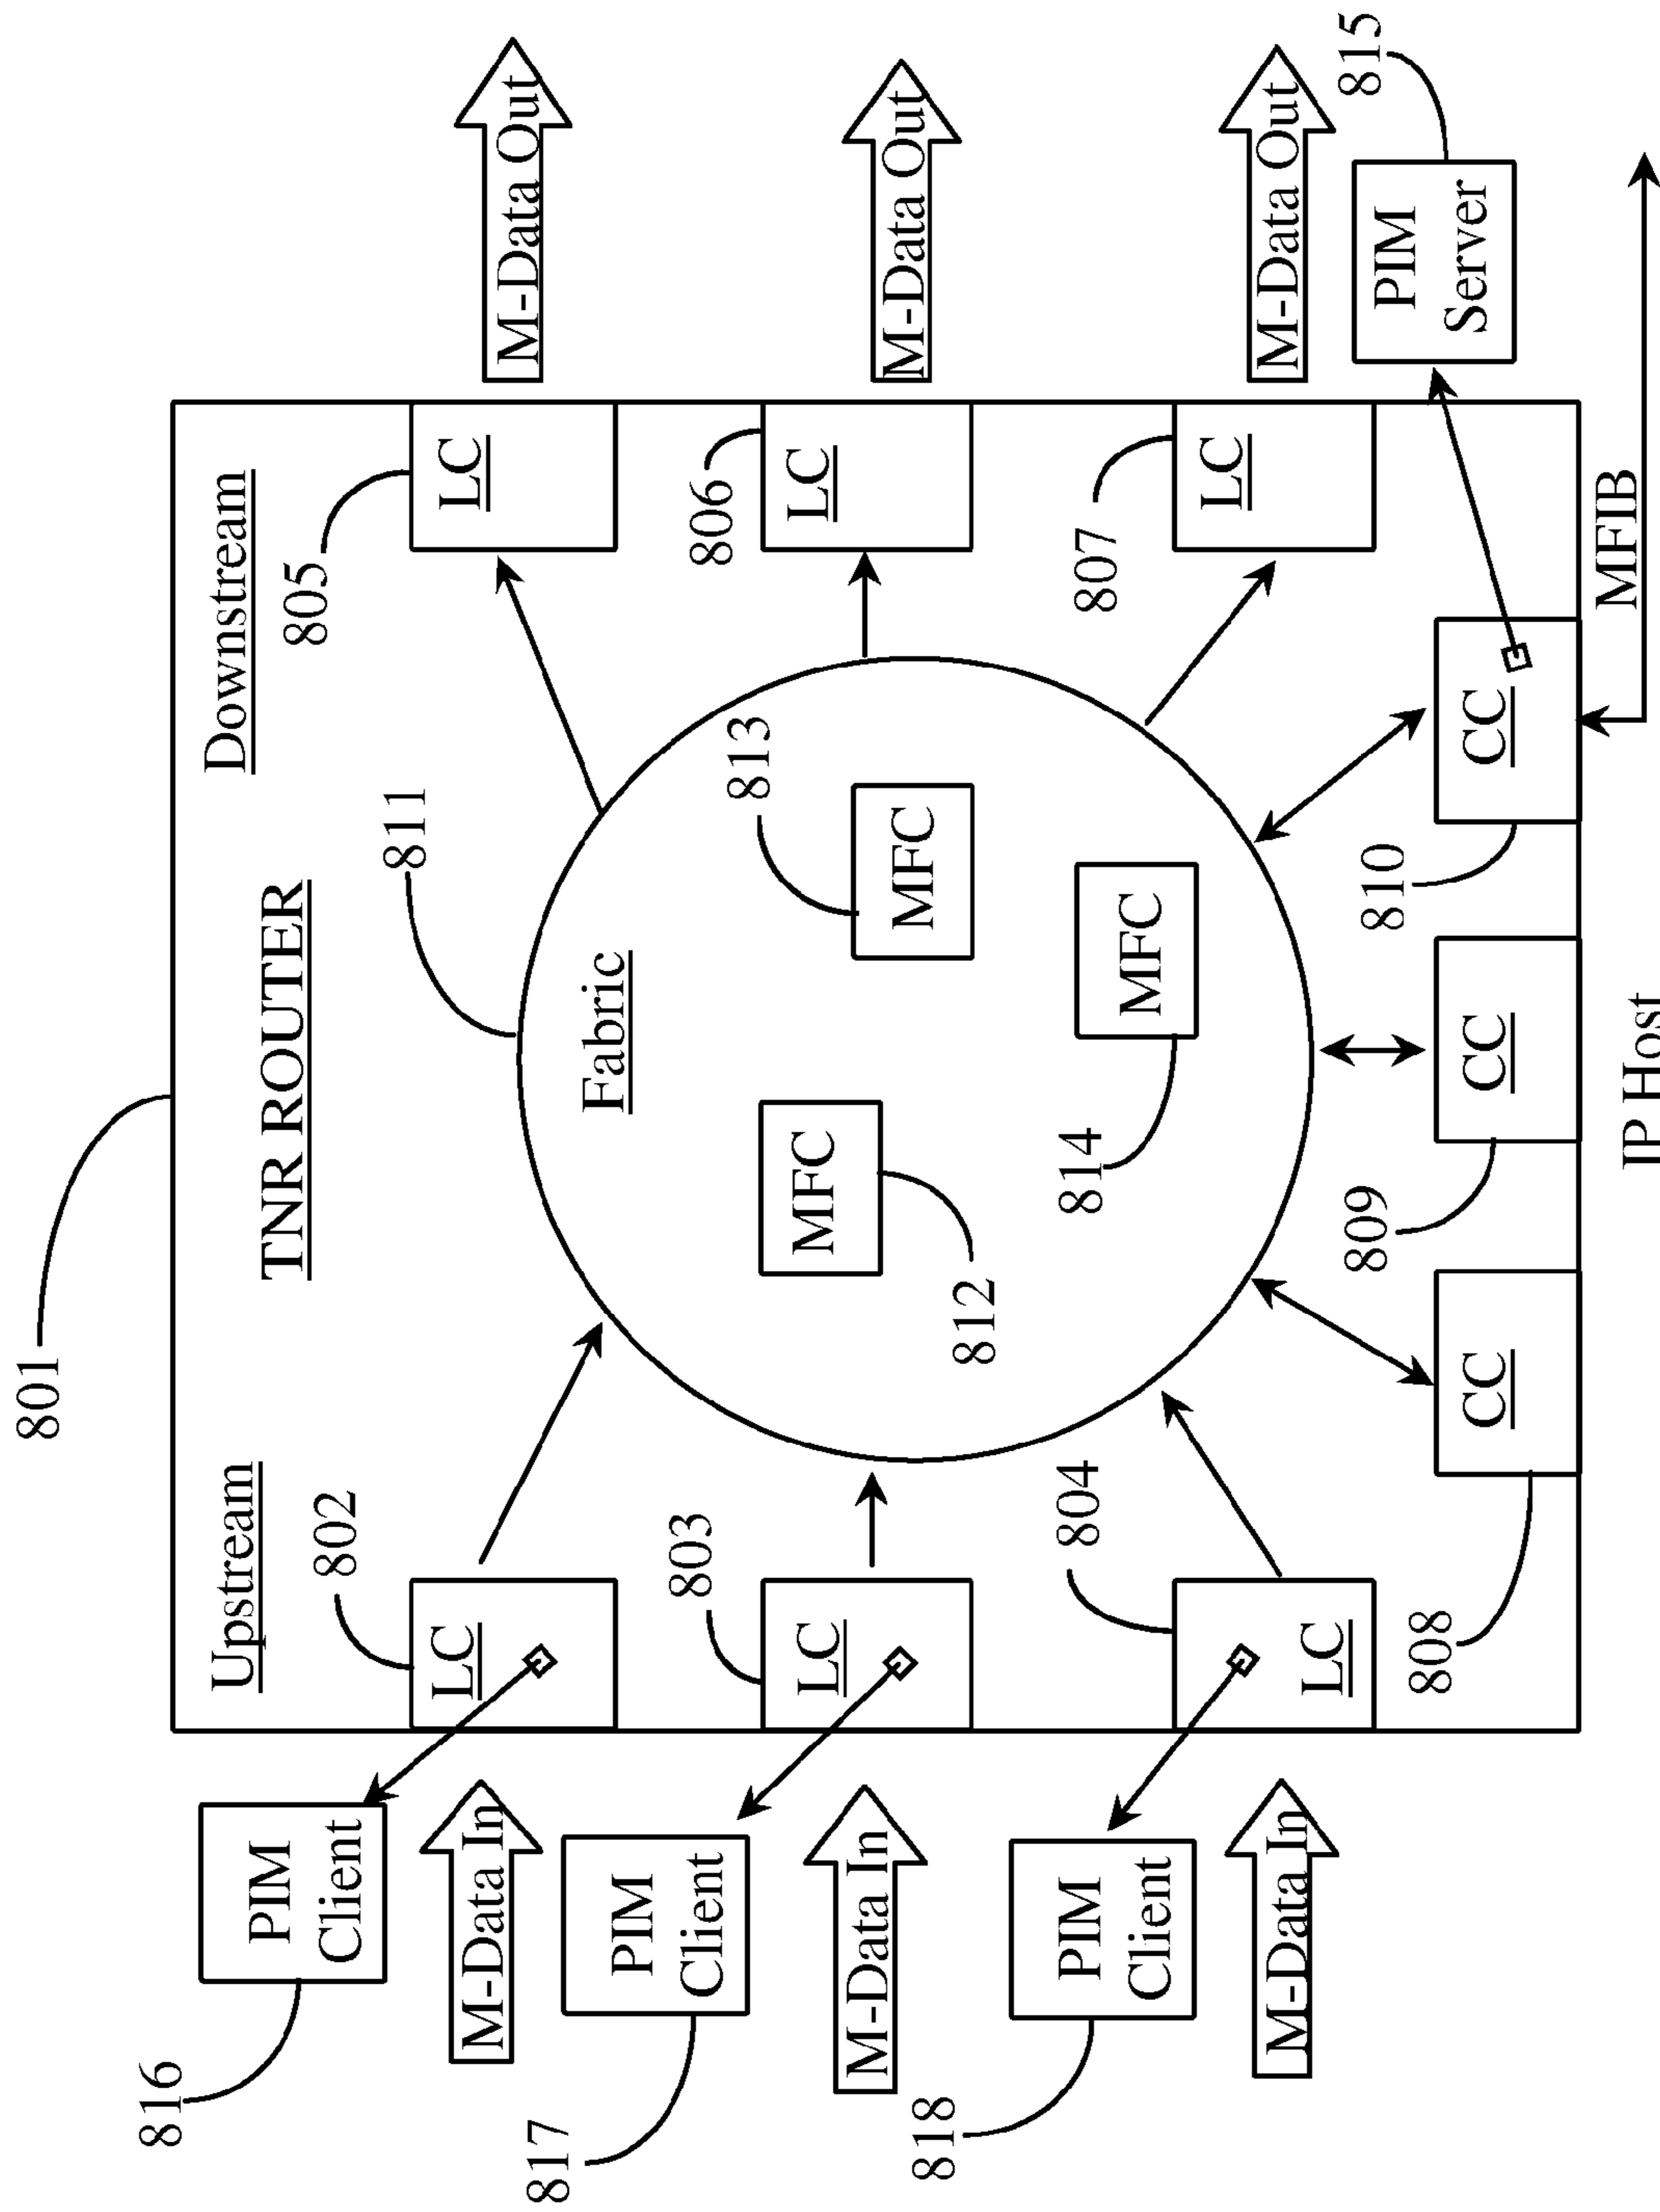 801
TNR ROUTER
Upstream
Downstream
816
PIM
Client
802
LC
811
805
LC
M-Data In
M-Data Out
Fabric
817
PIM
Client
803
LC
812
MFC
813
MFC
806
LC
M-Data In
M-Data Out
818
PIM
Client
804
LC
814
MFC
807
LC
M-Data In
M-Data Out
808
CC
809
CC
810
CC
PIM
Server
815
MFIB
IP Host